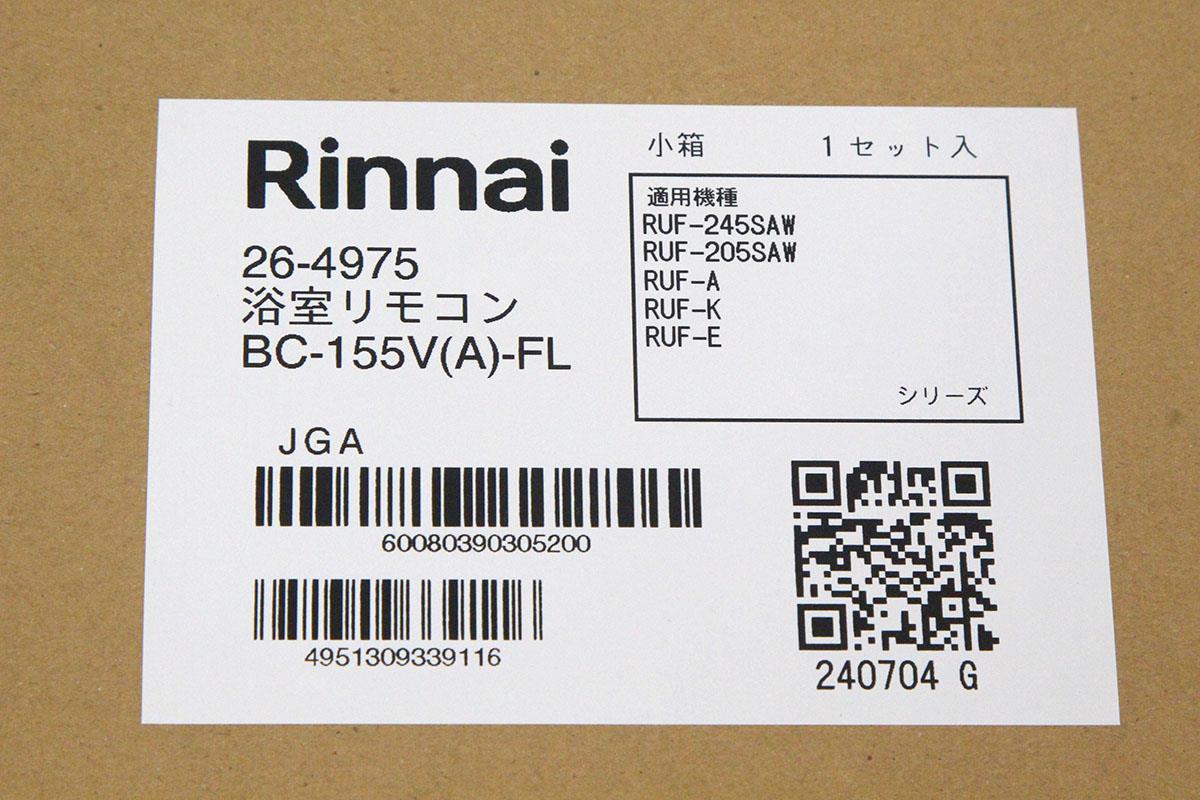 Rinnai
26-4975
浴室リモコン
BC-155V(A)-FL
小箱 1セット入
適用機種
RUF-245SAW
RUF-205SAW
RUF-A
RUF-K
RUF-E
シリーズ
JGA
60080390305200
4951309339116
240704 G